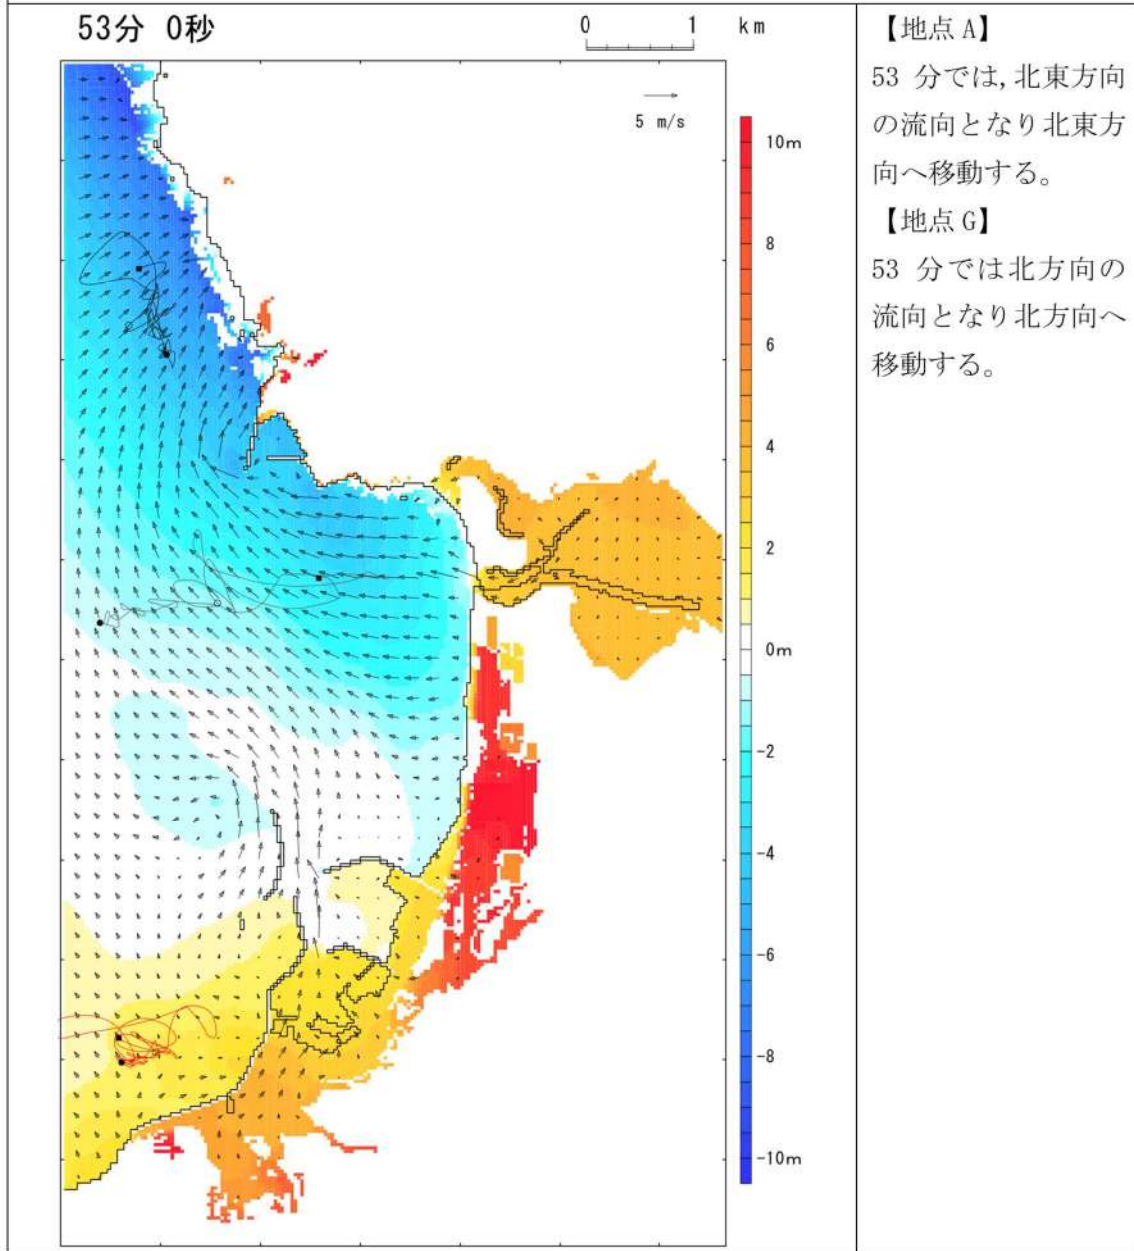 53分 0秒
0 1 km
5 m/s
10m
8
6
4
2
0m
-2
-4
-6
-8
-10m
【地点 A】
53 分では,北東方向
の流向となり北東方
向へ移動する。
【地点 G】
53 分では北方向の
流向となり北方向へ
移動する。